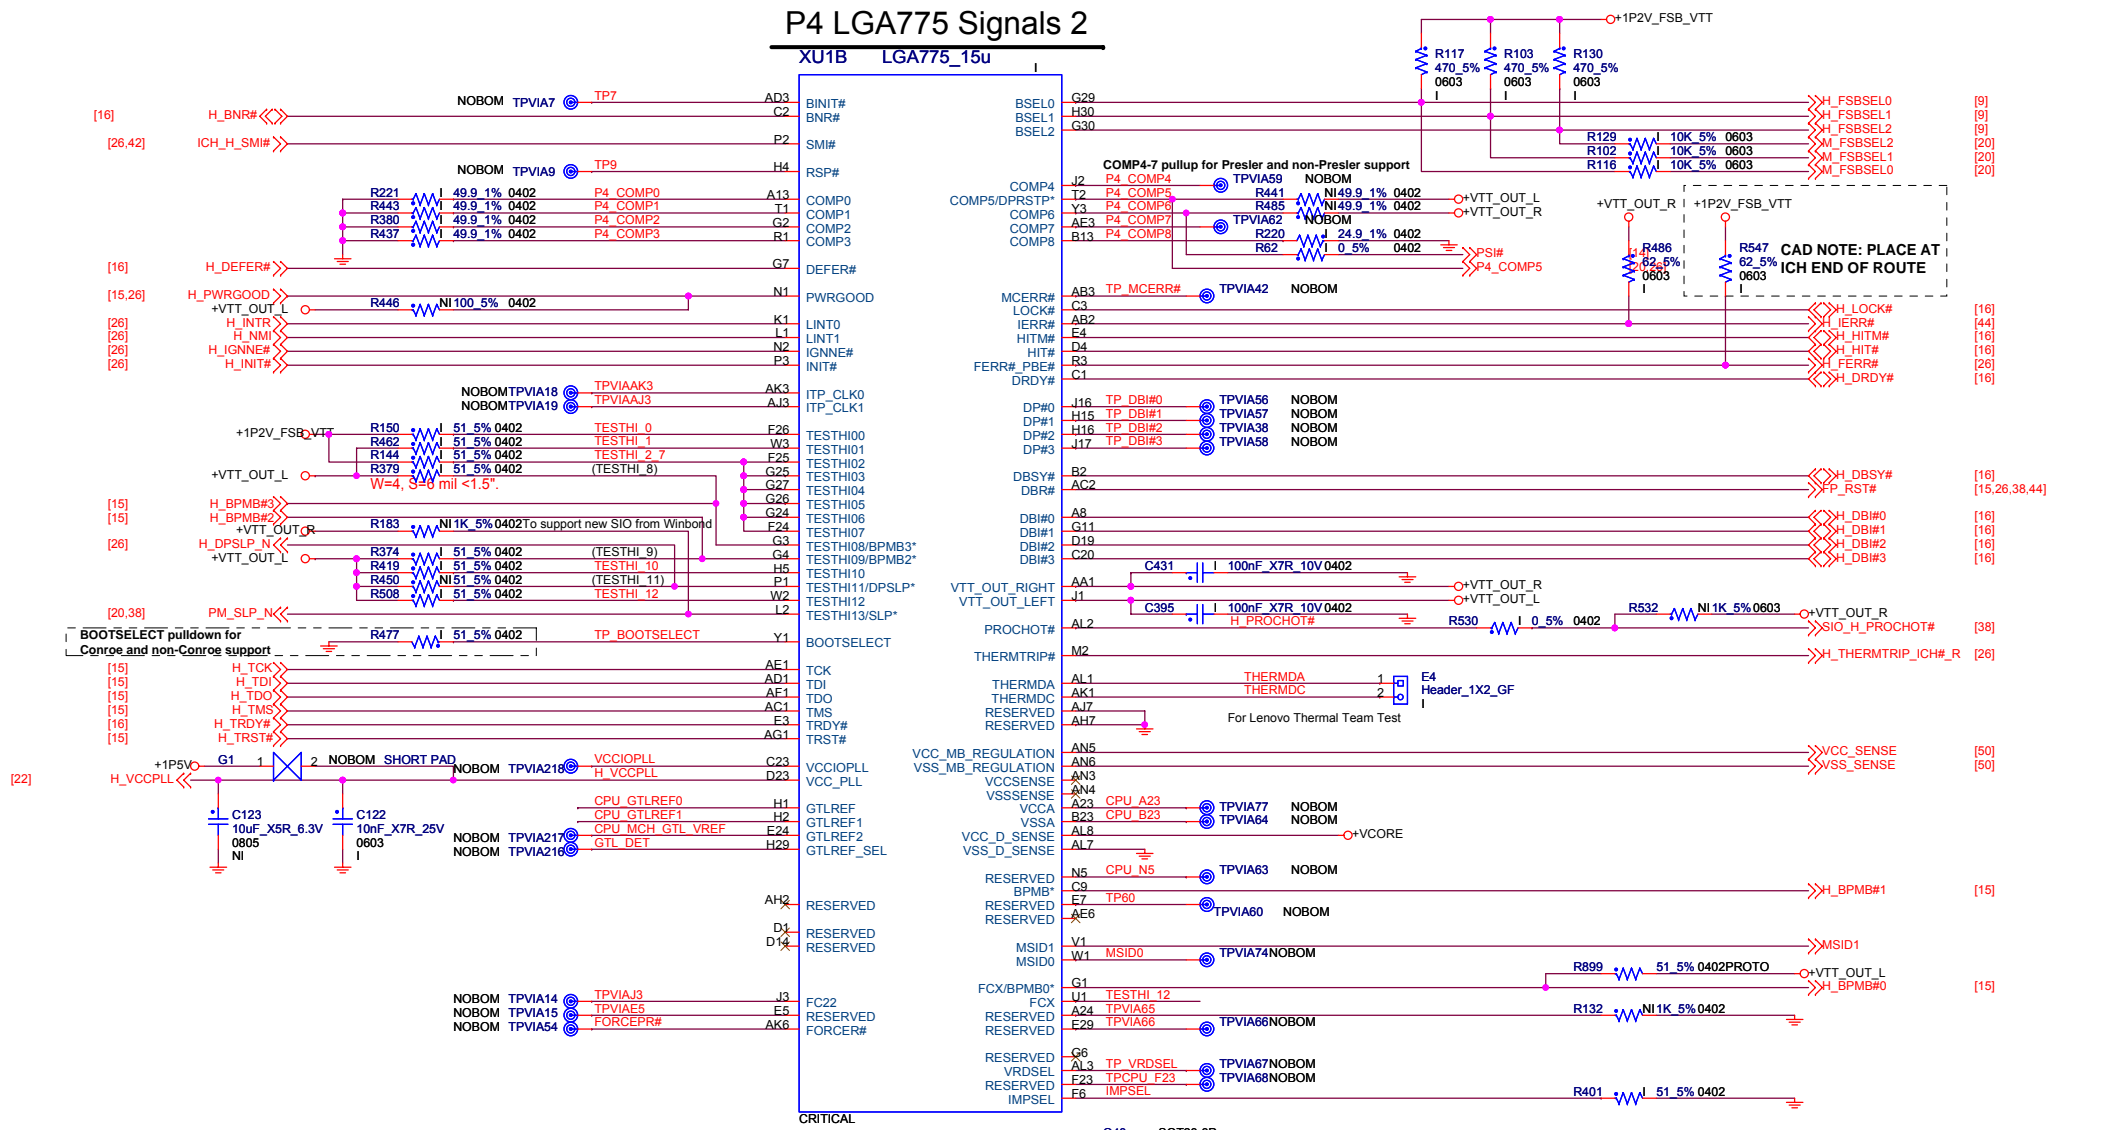 P4 LGA775 Signals 2
XU1B LGA775_15u
I
+1P2V_FSB_VTT
R117 470_5% 0603 I
R103 470_5% 0603 I
R130 470_5% 0603 I
NOBOM TPVIA7 TP7 AD3 BINIT#
[16] H_BNR# C2 BNR#
[26,42] ICH_H_SMI# P2 SMI#
NOBOM TPVIA9 TP9 H4 RSP#
R221 I 49.9_1% 0402 P4_COMP0 A13 COMP0
R443 I 49.9_1% 0402 P4_COMP1 T1 COMP1
R380 I 49.9_1% 0402 P4_COMP2 G2 COMP2
R437 I 49.9_1% 0402 P4_COMP3 R1 COMP3
[16] H_DEFER# G7 DEFER#
[15,26] H_PWRGOOD N1 PWRGOOD
+VTT_OUT_L R446 NI 100_5% 0402
[26] H_INTR K1 LINT0
[26] H_NMI L1 LINT1
[26] H_IGNNE# N2 IGNNE#
[26] H_INIT# P3 INIT#
NOBOM TPVIA18 TPVIAAK3 AK3 ITP_CLK0
NOBOM TPVIA19 TPVIAAJ3 AJ3 ITP_CLK1
+1P2V_FSB_VTT R150 I 51_5% 0402 TESTHI_0 F26 TESTHI00
R462 I 51_5% 0402 TESTHI_1 W3 TESTHI01
R144 I 51_5% 0402 TESTHI_2_7 F25 TESTHI02
+VTT_OUT_L R379 I 51_5% 0402 (TESTHI_8) G25 TESTHI03
W=4, S=6 mil <1.5".
G27 TESTHI04
[15] H_BPMB#3 G26 TESTHI05
[15] H_BPMB#2 G24 TESTHI06
+VTT_OUT_R R183 NI 1K_5% 0402 To support new SIO from Winbond F24 TESTHI07
[26] H_DPSLP_N G3 TESTHI08/BPMB3*
+VTT_OUT_L R374 I 51_5% 0402 (TESTHI_9) G4 TESTHI09/BPMB2*
R419 I 51_5% 0402 TESTHI_10 H5 TESTHI10
R450 NI 51_5% 0402 (TESTHI_11) P1 TESTHI11/DPSLP*
R508 I 51_5% 0402 TESTHI_12 W2 TESTHI12
[20,38] PM_SLP_N L2 TESTHI13/SLP*
BOOTSELECT pulldown for
Conroe and non-Conroe support
R477 I 51_5% 0402 TP_BOOTSELECT Y1 BOOTSELECT
[15] H_TCK AE1 TCK
[15] H_TDI AD1 TDI
[15] H_TDO AF1 TDO
[15] H_TMS AC1 TMS
[16] H_TRDY# E3 TRDY#
[15] H_TRST# AG1 TRST#
+1P5V G1 1 2 NOBOM SHORT PAD
NOBOM TPVIA218 VCCIOPLL C23 VCCIOPLL
[22] H_VCCPLL H_VCCPLL D23 VCC_PLL
C123 10uF_X5R_6.3V 0805 NI
C122 10nF_X7R_25V 0603 I
CPU_GTLREF0 H1 GTLREF
CPU_GTLREF1 H2 GTLREF1
NOBOM TPVIA217 CPU_MCH_GTL_VREF E24 GTLREF2
NOBOM TPVIA216 GTL_DET H29 GTLREF_SEL
AH2 RESERVED
D1 RESERVED
D14 RESERVED
NOBOM TPVIA14 TPVIAJ3 J3 FC22
NOBOM TPVIA15 TPVIAE5 E5 RESERVED
NOBOM TPVIA54 FORCEPR# AK6 FORCER#
CRITICAL
BSEL0 G29 H_FSBSEL0 [9]
BSEL1 H30 H_FSBSEL1 [9]
BSEL2 G30 H_FSBSEL2 [9]
R129 I 10K_5% 0603 M_FSBSEL2 [20]
R102 I 10K_5% 0603 M_FSBSEL1 [20]
R116 I 10K_5% 0603 M_FSBSEL0 [20]
COMP4-7 pullup for Presler and non-Presler support
COMP4 J2 P4_COMP4 TPVIA59 NOBOM
COMP5/DPRSTP* T2 P4_COMP5 R441 NI 49.9_1% 0402 +VTT_OUT_L
COMP6 Y3 P4_COMP6 R485 NI 49.9_1% 0402 +VTT_OUT_R
COMP7 AE3 P4_COMP7 TPVIA62 NOBOM
COMP8 B13 P4_COMP8 R220 I 24.9_1% 0402
R62 I 0_5% 0402 PSI#
P4_COMP5
+VTT_OUT_R R486 62_5% 0603 I
+1P2V_FSB_VTT R547 62_5% 0603 I
CAD NOTE: PLACE AT
ICH END OF ROUTE
MCERR# AB3 TP_MCERR# TPVIA42 NOBOM
LOCK# C3 H_LOCK# [16]
IERR# AB2 H_IERR# [44]
HITM# E4 H_HITM# [16]
HIT# D4 H_HIT# [16]
FERR#_PBE# R3 H_FERR# [26]
DRDY# C1 H_DRDY# [16]
DP#0 J16 TP_DBI#0 TPVIA56 NOBOM
DP#1 H15 TP_DBI#1 TPVIA57 NOBOM
DP#2 H16 TP_DBI#2 TPVIA38 NOBOM
DP#3 J17 TP_DBI#3 TPVIA58 NOBOM
DBSY# B2 H_DBSY# [16]
DBR# AC2 FP_RST# [15,26,38,44]
DBI#0 A8 H_DBI#0 [16]
DBI#1 G11 H_DBI#1 [16]
DBI#2 D19 H_DBI#2 [16]
DBI#3 C20 H_DBI#3 [16]
C431 I 100nF_X7R_10V 0402
VTT_OUT_RIGHT AA1 +VTT_OUT_R
VTT_OUT_LEFT J1 +VTT_OUT_L
C395 I 100nF_X7R_10V 0402
R532 NI 1K_5% 0603 +VTT_OUT_R
PROCHOT# AL2 H_PROCHOT# R530 I 0_5% 0402 SIO_H_PROCHOT# [38]
THERMTRIP# M2 H_THERMTRIP_ICH#_R [26]
THERMDA AL1 THERMDA 1 E4
THERMDC AK1 THERMDC 2 Header_1X2_GF
I
RESERVED AJ7
RESERVED AH7
For Lenovo Thermal Team Test
VCC_MB_REGULATION AN5 VCC_SENSE [50]
VSS_MB_REGULATION AN6 VSS_SENSE [50]
VCCSENSE AN3
VSSSENSE AN4
VCCA A23 CPU_A23 TPVIA77 NOBOM
VSSA B23 CPU_B23 TPVIA64 NOBOM
VCC_D_SENSE AL8 +VCORE
VSS_D_SENSE AL7
RESERVED N5 CPU_N5 TPVIA63 NOBOM
BPMB* C9 H_BPMB#1 [15]
RESERVED E7 TP60 TPVIA60 NOBOM
RESERVED AE6
MSID1 V1 MSID1
MSID0 W1 MSID0 TPVIA74 NOBOM
R899 51_5% 0402 PROTO +VTT_OUT_L
FCX/BPMB0* G1 H_BPMB#0 [15]
FCX U1 TESTHI_12
RESERVED A24 TPVIA65 R132 NI 1K_5% 0402
RESERVED E29 TPVIA66 TPVIA66 NOBOM
RESERVED G6
VRDSEL AL3 TP_VRDSEL TPVIA67 NOBOM
RESERVED F23 TPCPU_F23 TPVIA68 NOBOM
IMPSEL F6 IMPSEL R401 I 51_5% 0402